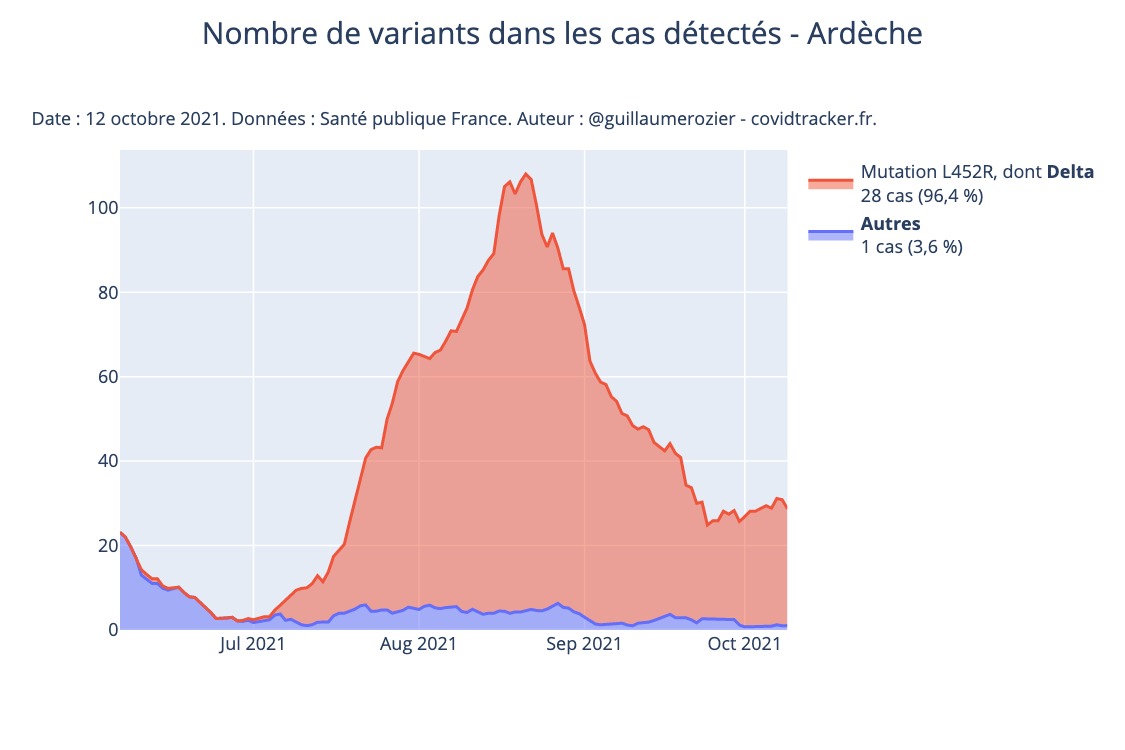 Nombre de variants dans les cas détectés - Ardèche
Date : 12 octobre 2021. Données : Santé publique France. Auteur : @guillaumerozier - covidtracker.fr.
Mutation L452R, dont Delta
28 cas (96,4 %)
Autres
1 cas (3,6 %)
100
80
60
40
20
0
Jul 2021
Aug 2021
Sep 2021
Oct 2021